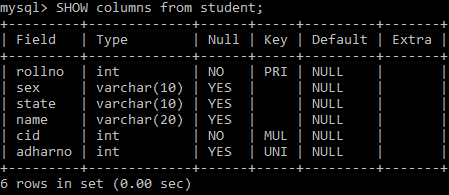 mysql> SHOW columns from student;
+---------+-------------+------+-----+---------+-------+
| Field   | Type        | Null | Key | Default | Extra |
+---------+-------------+------+-----+---------+-------+
| rollno  | int         | NO   | PRI | NULL    |       |
| sex     | varchar(10) | YES  |     | NULL    |       |
| state   | varchar(10) | YES  |     | NULL    |       |
| name    | varchar(20) | YES  |     | NULL    |       |
| cid     | int         | NO   | MUL | NULL    |       |
| adharno | int         | YES  | UNI | NULL    |       |
+---------+-------------+------+-----+---------+-------+
6 rows in set (0.00 sec)